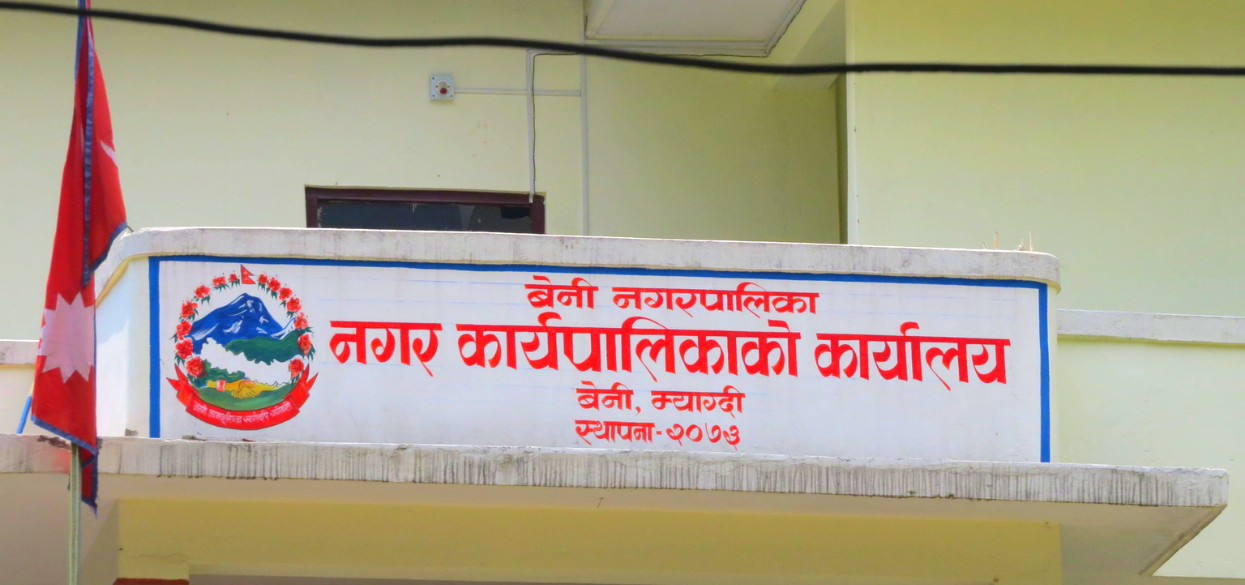 बेनी नगरपालिका
नगर कार्यपालिकाको कार्यालय
बेनी, म्याग्दी
स्थापना-२०७३